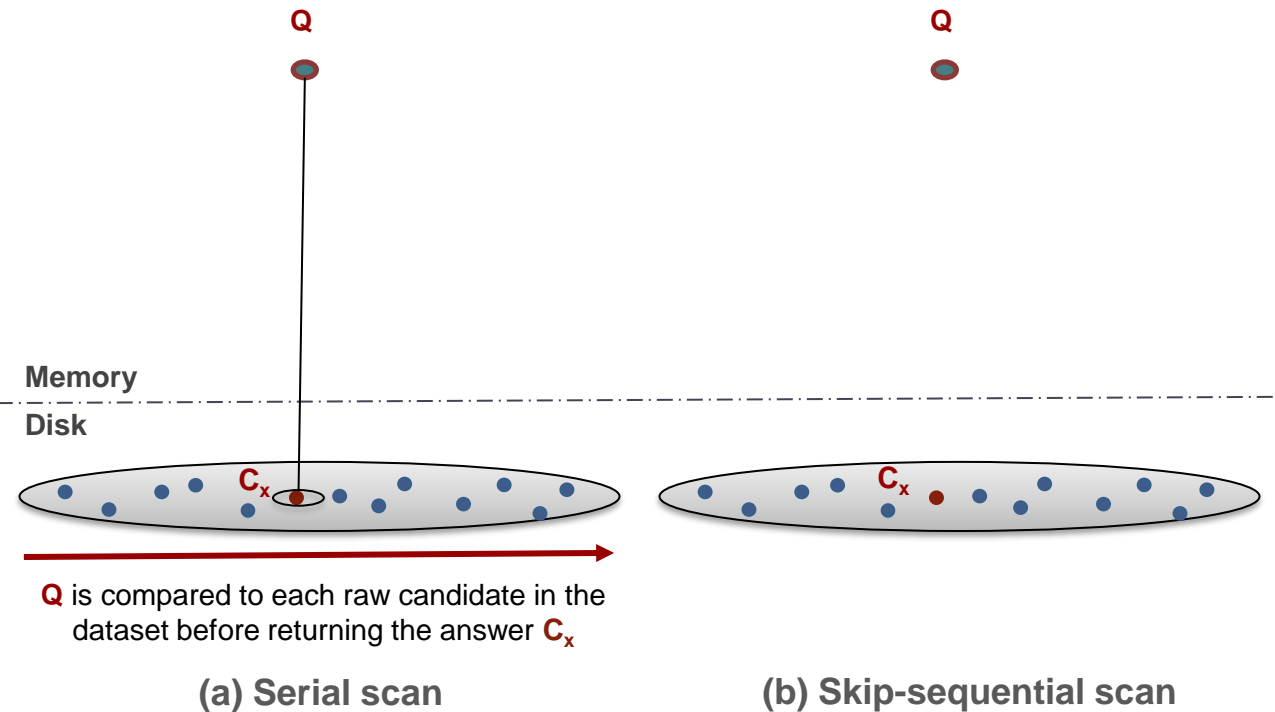 Q
Q
Memory
Disk
Cx
Cx
Q is compared to each raw candidate in the
dataset before returning the answer Cx
(a) Serial scan
(b) Skip-sequential scan